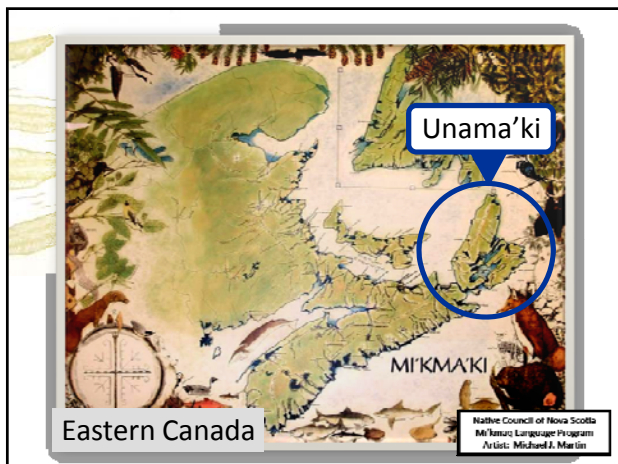 Unama’ki
MI'KMA'KI
Eastern Canada
Native Council of Nova Scotia
Mi'kmaq Language Program
Artist: Michael J. Martin